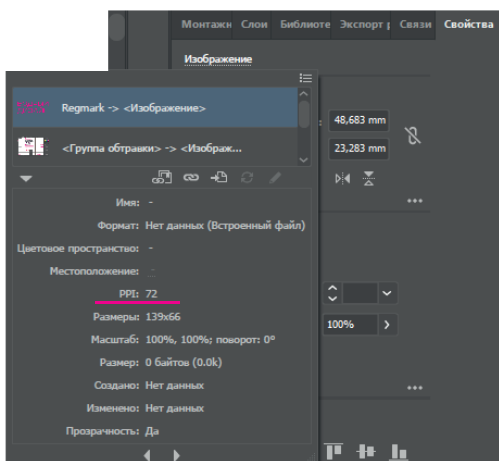 Монтажн Слои Библиоте Экспорт р Связи Свойства
Изображение
Regmark -> <Изображение>
<Группа обтравки> -> <Изображ...
48,683 mm
23,283 mm
Имя: -
Формат: Нет данных (Встроенный файл)
Цветовое пространство: -
Местоположение: -
PPI: 72
Размеры: 139x66
Масштаб: 100%, 100%; поворот: 0°
Размер: 0 байтов (0.0k)
Создано: Нет данных
Изменено: Нет данных
Прозрачность: Да
100%